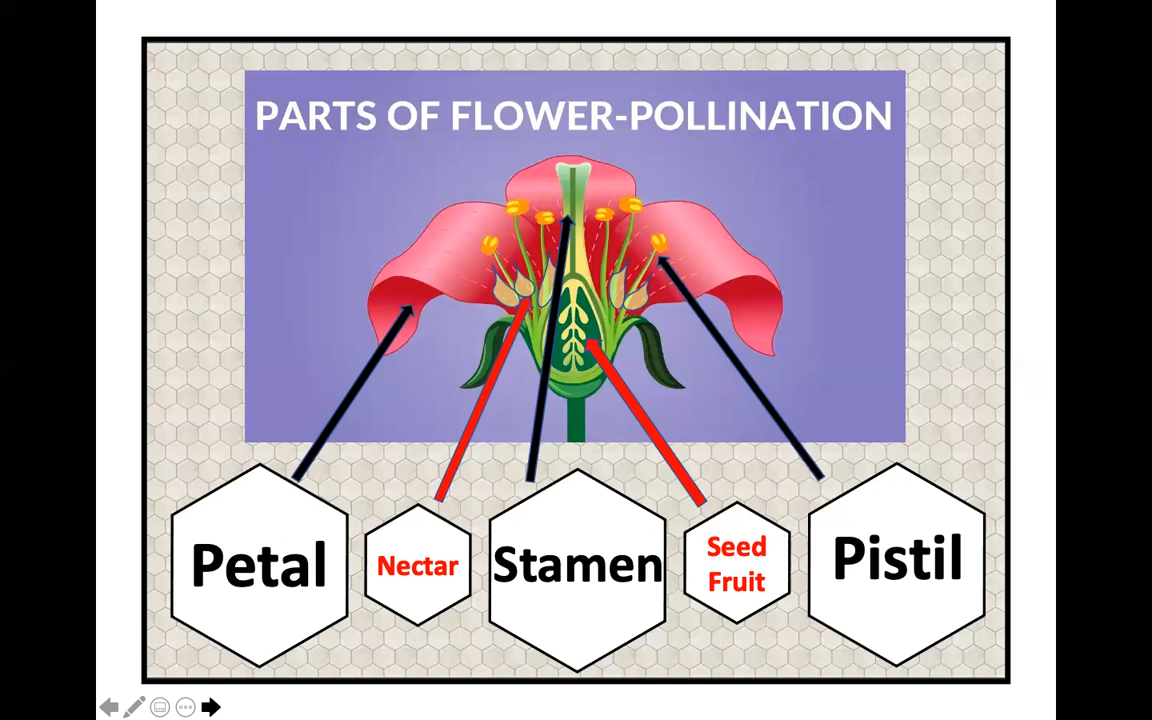 PARTS OF FLOWER-POLLINATION
Petal
Nectar
Stamen
Seed
Fruit
Pistil